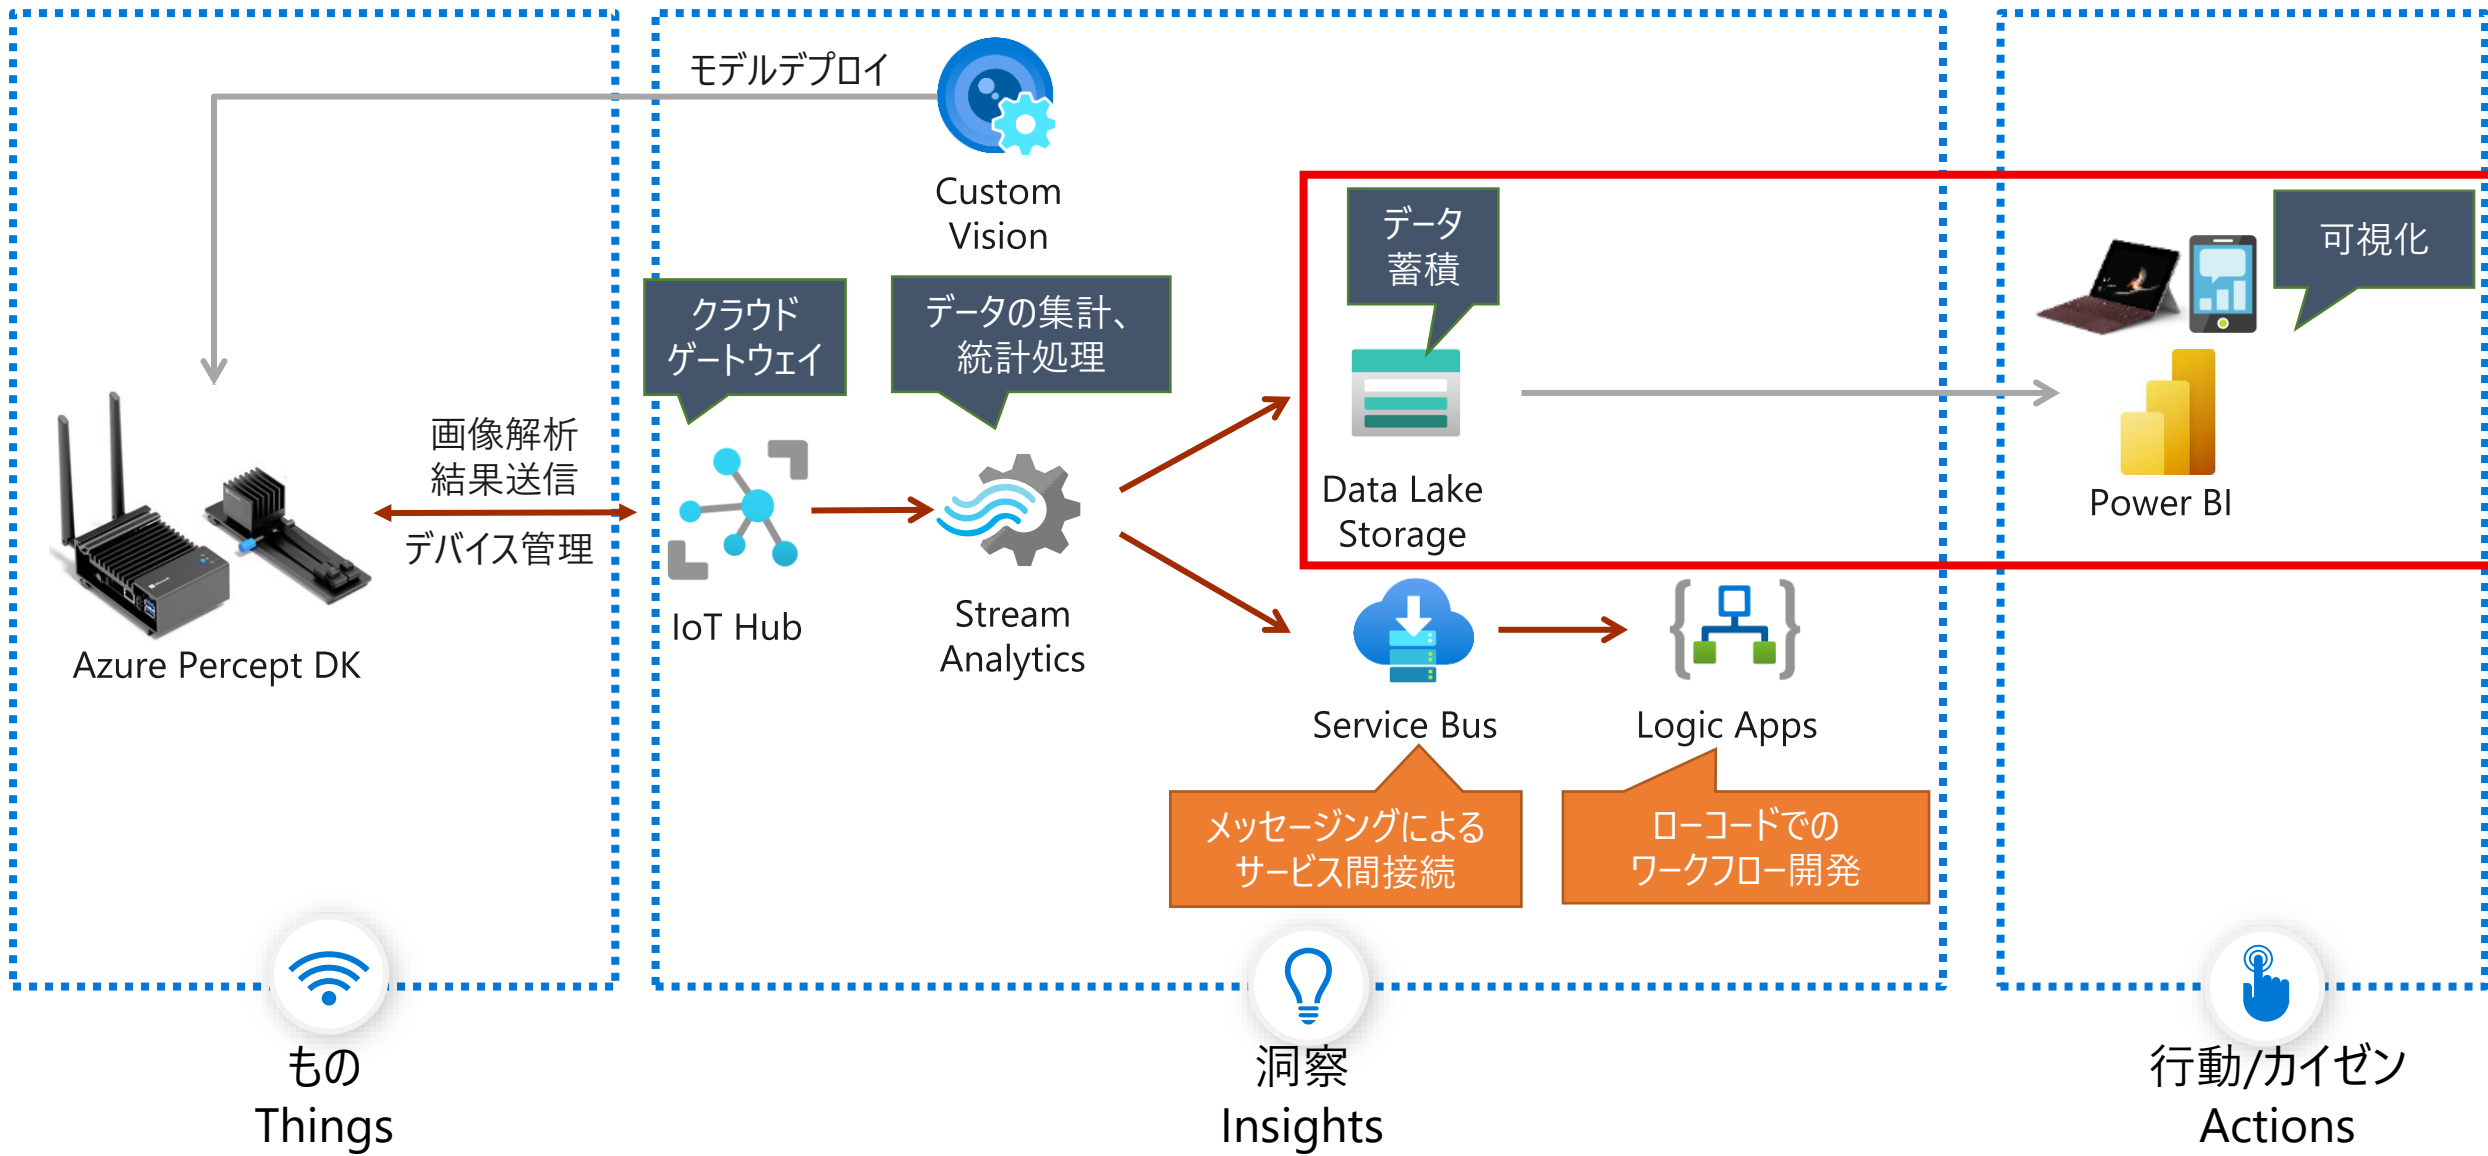 モデルデプロイ
Custom
Vision
データ
蓄積
可視化
クラウド
ゲートウェイ
データの集計、
統計処理
画像解析
結果送信
デバイス管理
Azure Percept DK
IoT Hub
Stream
Analytics
Data Lake
Storage
Power BI
Service Bus
Logic Apps
メッセージングによる
サービス間接続
ローコードでの
ワークフロー開発
もの
Things
洞察
Insights
行動/カイゼン
Actions